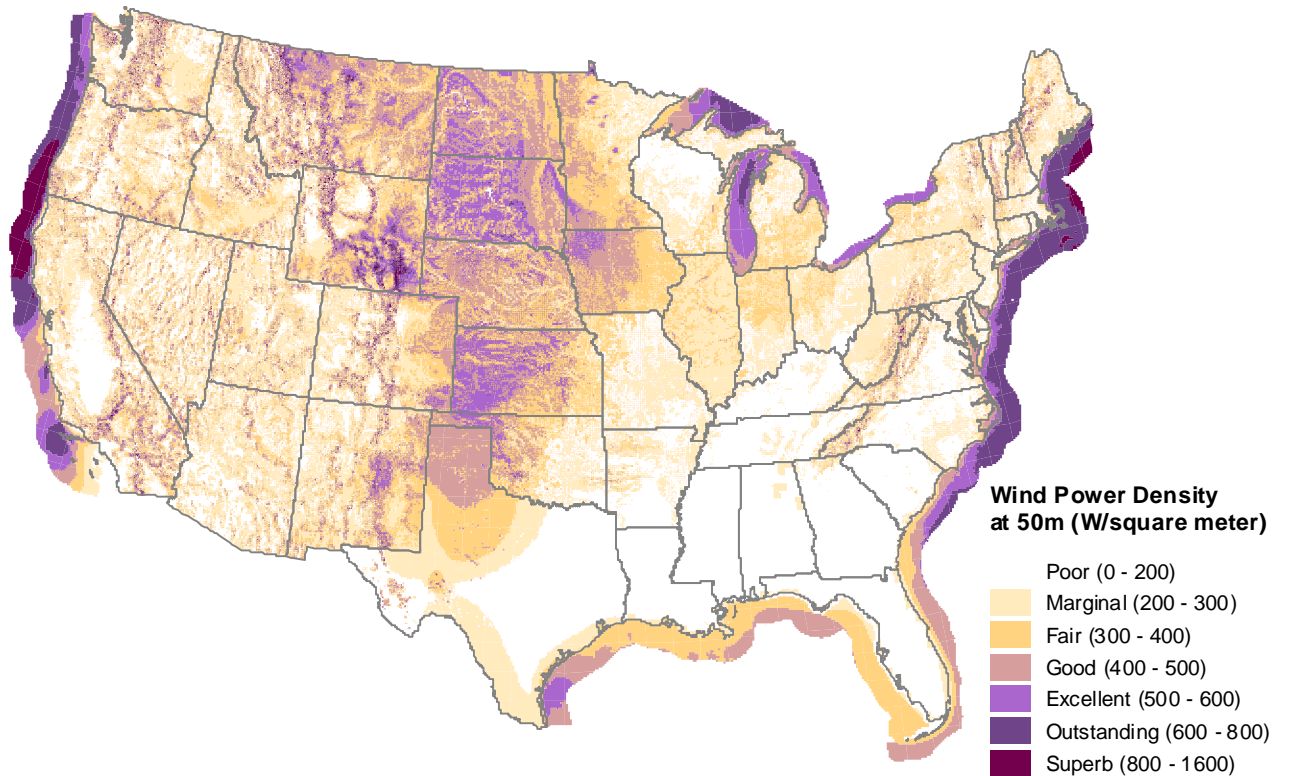 Wind Power Density
at 50m (W/square meter)
Poor (0 - 200)
Marginal (200 - 300)
Fair (300 - 400)
Good (400 - 500)
Excellent (500 - 600)
Outstanding (600 - 800)
Superb (800 - 1600)